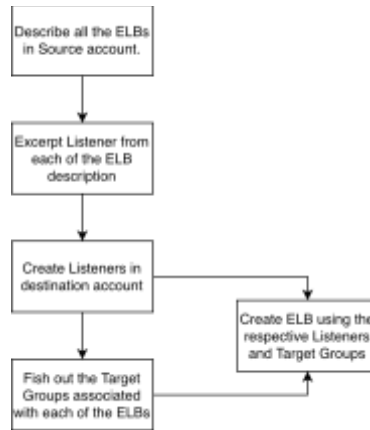 Describe all the ELBs
in Source account.
Excerpt Listener from
each of the ELB
description
Create Listeners in
destination account
Create ELB using the
respective Listeners
and Target Groups
Fish out the Target
Groups associated
with each of the ELBs